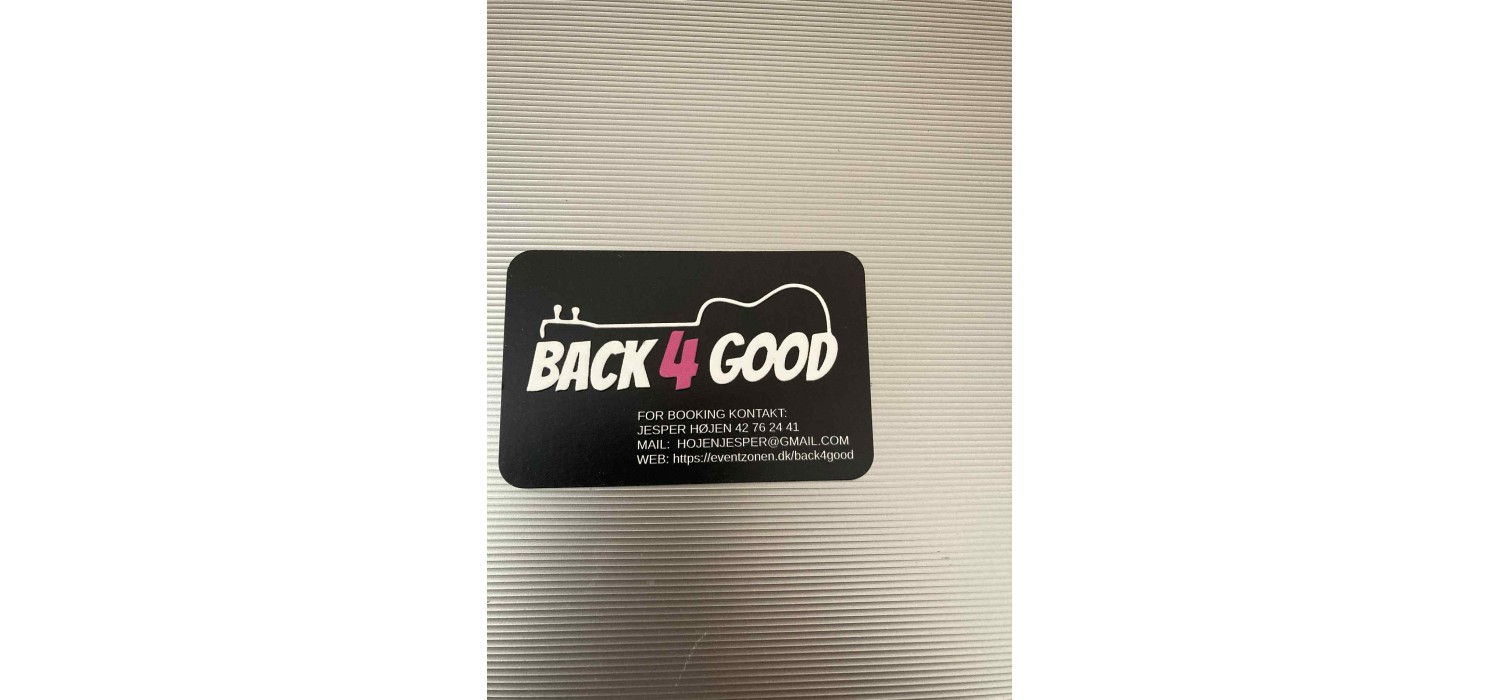 BACK 4 GOOD
FOR BOOKING KONTAKT:
JESPER HØJEN 42 76 24 41
MAIL: HOJENJESPER@GMAIL.COM
WEB: https://eventzonen.dk/back4good